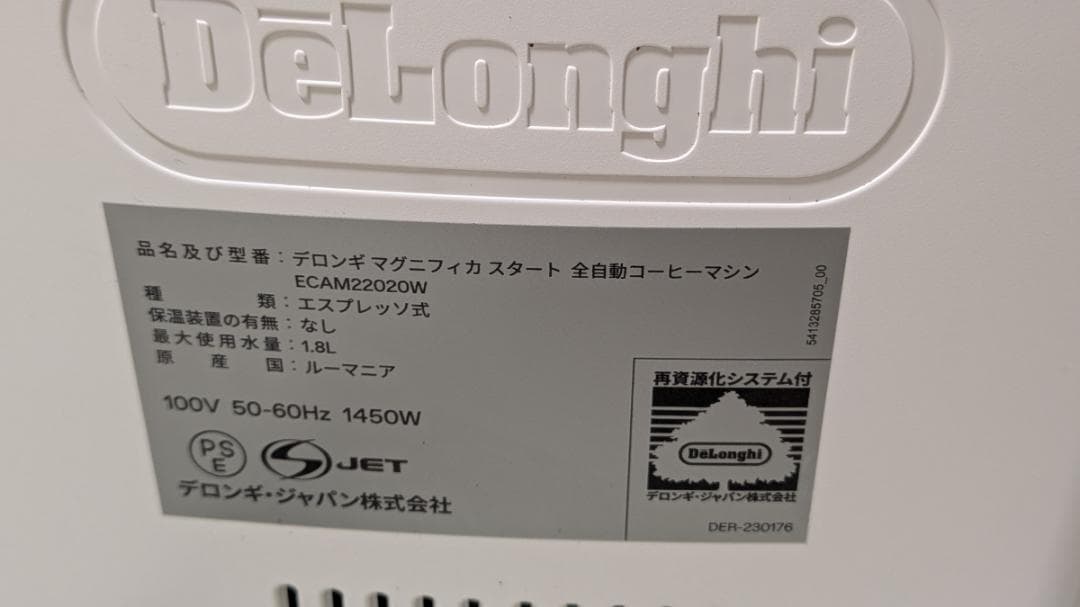 DeLonghi
品名及び型番：デロンギ マグニフィカ スタート 全自動コーヒーマシン
ECAM22020W
種類：エスプレッソ式
保温装置の有無：なし
最大使用水量：1.8L
原産国：ルーマニア
100V 50-60Hz 1450W
PS
E
JET
デロンギ・ジャパン株式会社
5413285705_00
再資源化システム付
DeLonghi
デロンギ・ジャパン株式会社
DER-230176